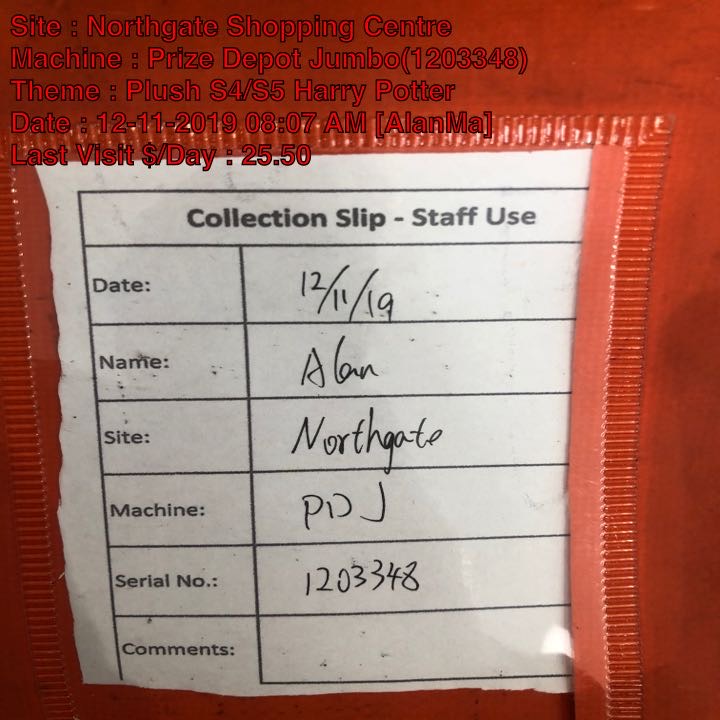 Site : Northgate Shopping Centre
Machine : Prize Depot Jumbo(1203348)
Theme : Plush S4/S5 Harry Potter
Date : 12-11-2019 08:07 AM [AlanMa]
Last Visit $/Day : 25.50
Collection Slip - Staff Use
Date: 12/11/19
Name: Alan
Site: Northgate
Machine: PDJ
Serial No.: 1203348
Comments: